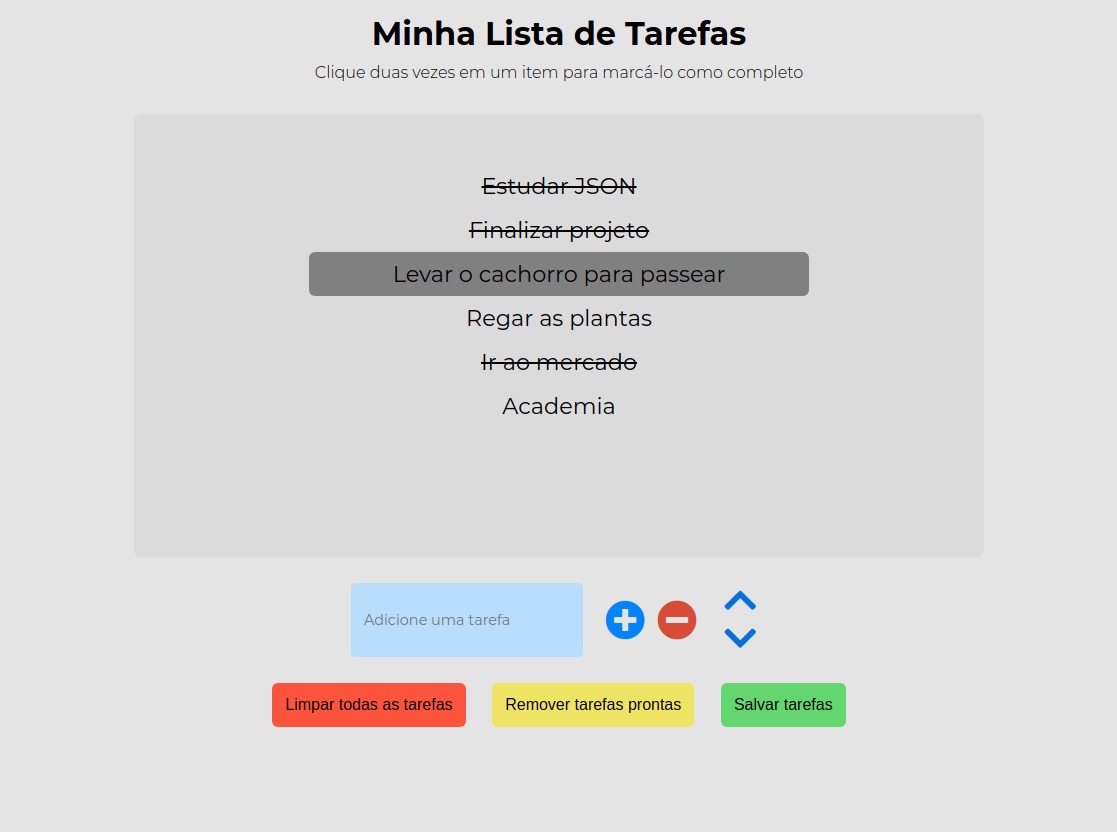 Minha Lista de Tarefas
Clique duas vezes em um item para marcá-lo como completo
Estudar JSON
Finalizar projeto
Levar o cachorro para passear
Regar as plantas
Ir ao mercado
Academia
Adicione uma tarefa
Limpar todas as tarefas
Remover tarefas prontas
Salvar tarefas